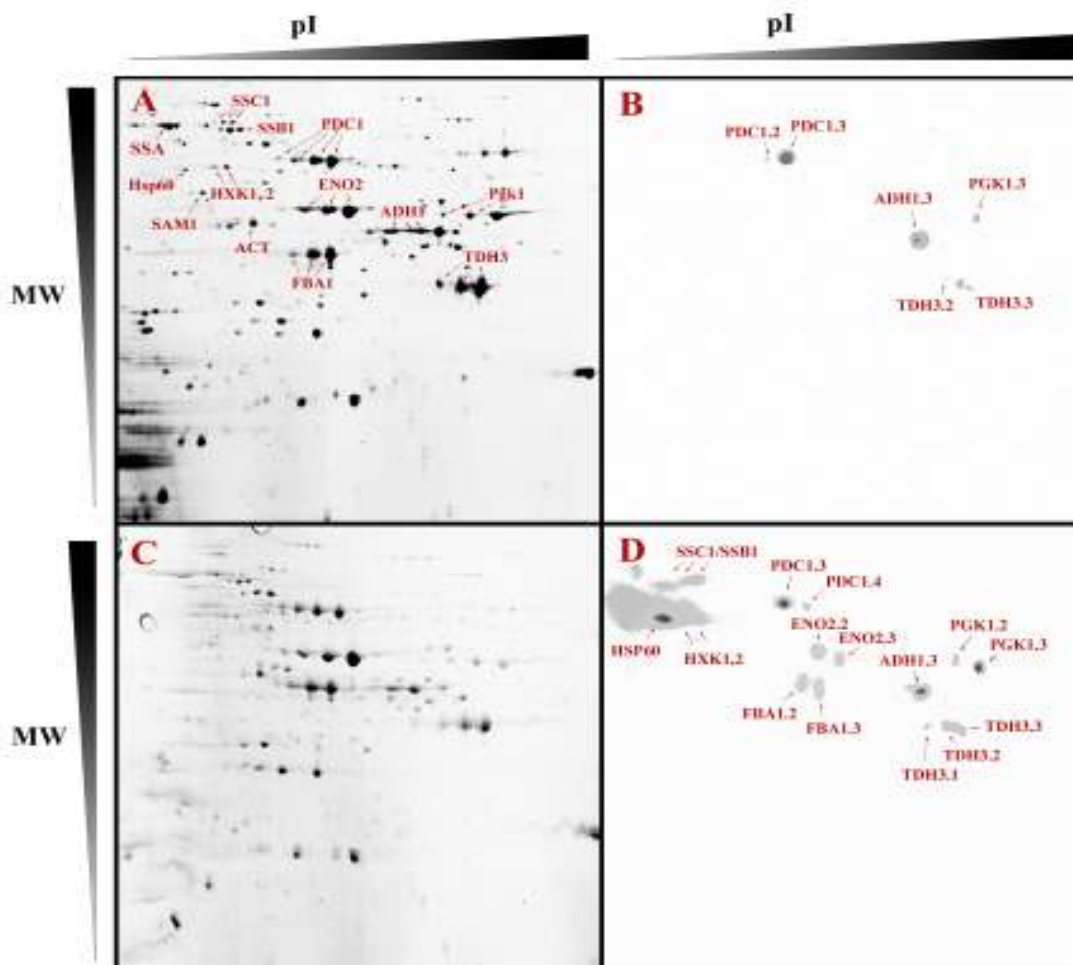 pI
pI
MW
A
SSC1
SSB1
PDC1
SSA
Hsp60
HXK1, 2
ENO2
Pgk1
SAM1
ADH1
ACT
TDH3
FBA1
B
PDC1.2
PDC1.3
PGK1.3
ADH1.3
TDH3.2
TDH3.3
MW
C
D
SSC1/SSB1
PDC1.3
PDC1.4
ENO2.2
ENO2.3
PGK1.2
PGK1.3
HSP60
HXK1,2
ADH1.3
FBA1.2
FBA1.3
TDH3.3
TDH3.2
TDH3.1